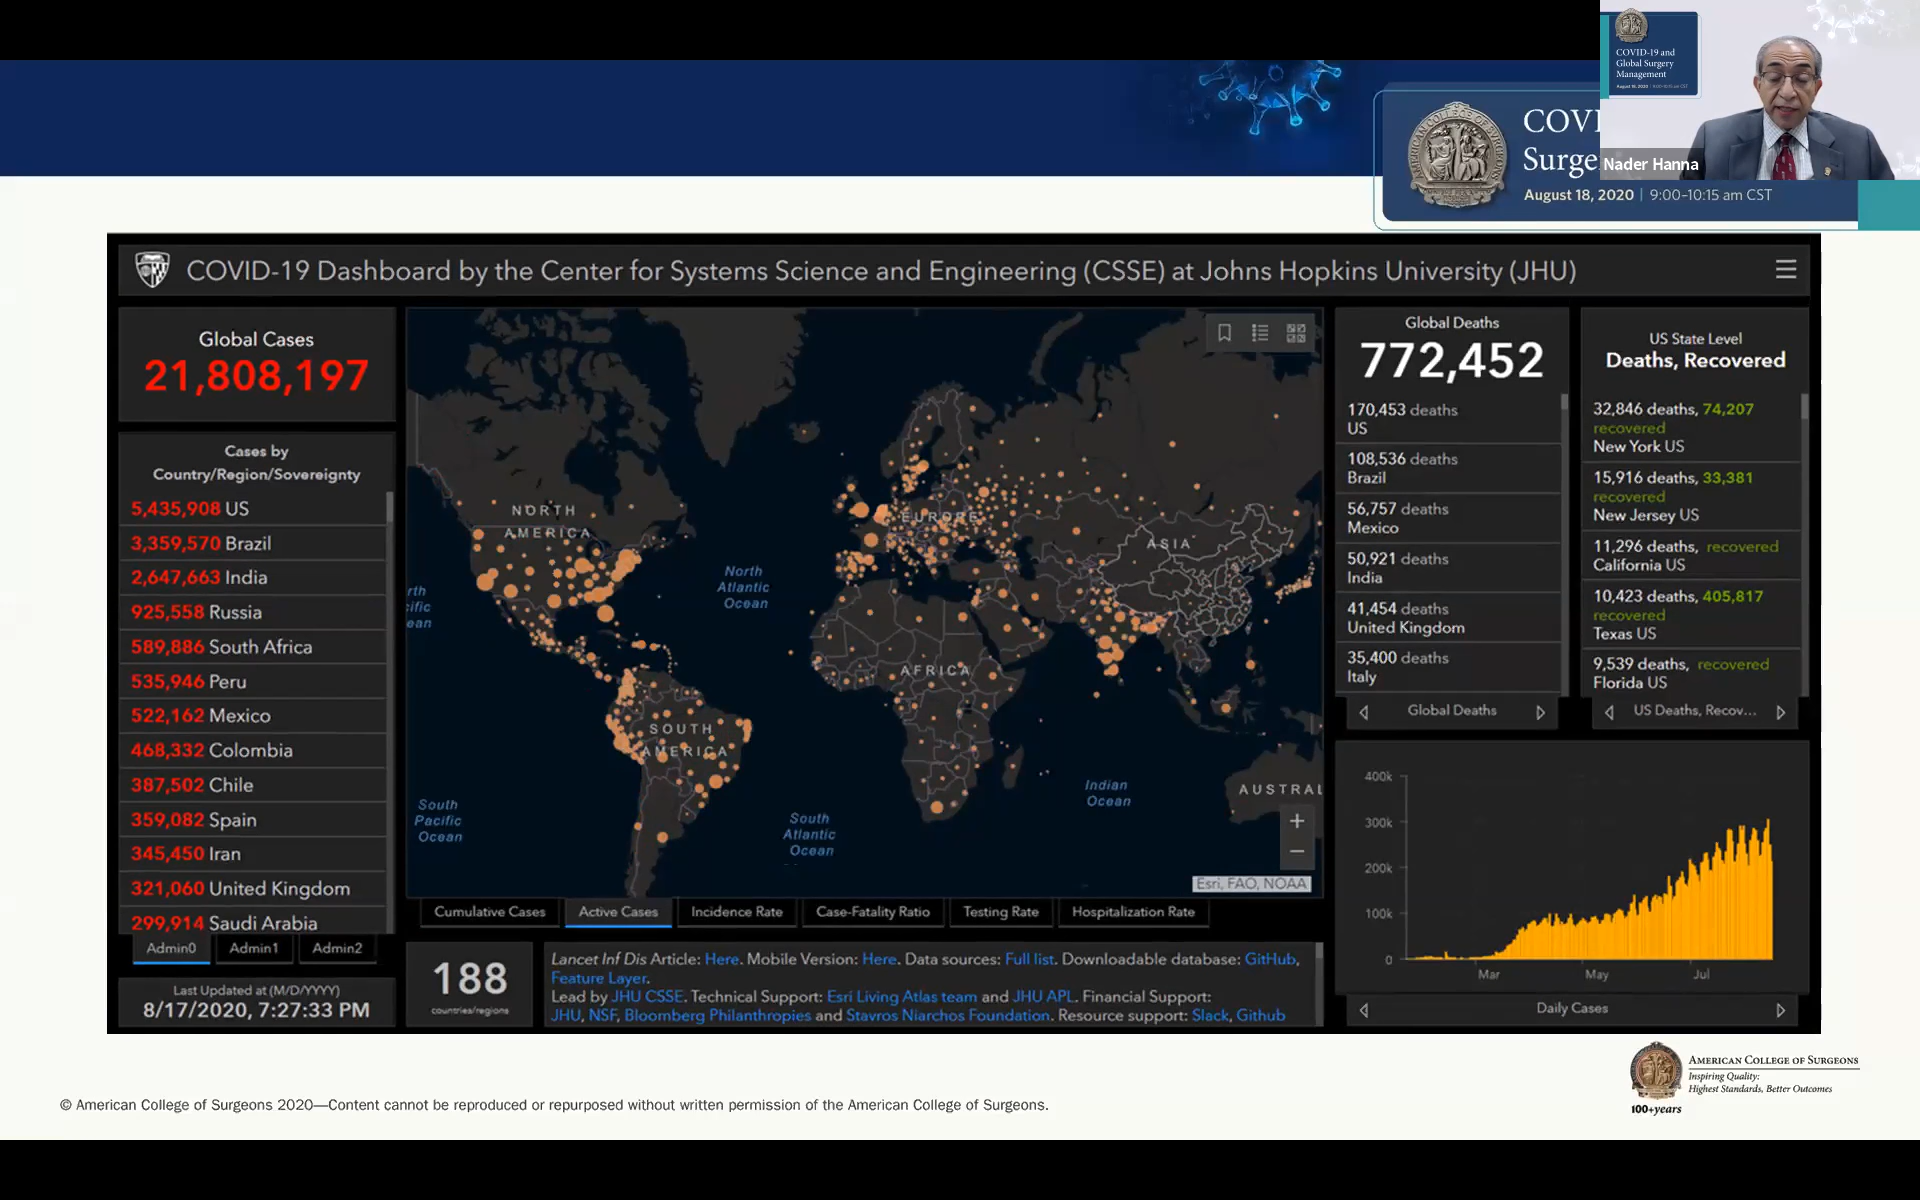 COVID-19 and
Global Surgery
Management
August 18, 2020 | 9:00-10:15 am CST
Nader Hanna
AMERICAN COLLEGE OF SURGEONS
COVI
Surge
August 18, 2020 | 9:00–10:15 am CST
COVID-19 Dashboard by the Center for Systems Science and Engineering (CSSE) at Johns Hopkins University (JHU)
Global Cases
21,808,197
Cases by
Country/Region/Sovereignty
5,435,908 US
3,359,570 Brazil
2,647,663 India
925,558 Russia
589,886 South Africa
535,946 Peru
522,162 Mexico
468,332 Colombia
387,502 Chile
359,082 Spain
345,450 Iran
321,060 United Kingdom
299,914 Saudi Arabia
Admin0 Admin1 Admin2
Last Updated at (M/D/YYYY)
8/17/2020, 7:27:33 PM
NORTH
AMERICA
EUROPE
ASIA
North
Atlantic
Ocean
rth
ific
ean
AFRICA
SOUTH
AMERICA
South
Pacific
Ocean
South
Atlantic
Ocean
Indian
Ocean
AUSTRAL
+
−
Esri, FAO, NOAA
Cumulative Cases Active Cases Incidence Rate Case-Fatality Ratio Testing Rate Hospitalization Rate
188
countries/regions
Lancet Inf Dis Article: Here. Mobile Version: Here. Data sources: Full list. Downloadable database: GitHub,
Feature Layer.
Lead by JHU CSSE. Technical Support: Esri Living Atlas team and JHU APL. Financial Support:
JHU, NSF, Bloomberg Philanthropies and Stavros Niarchos Foundation. Resource support: Slack, Github
Global Deaths
772,452
170,453 deaths
US
108,536 deaths
Brazil
56,757 deaths
Mexico
50,921 deaths
India
41,454 deaths
United Kingdom
35,400 deaths
Italy
Global Deaths
US State Level
Deaths, Recovered
32,846 deaths, 74,207
recovered
New York US
15,916 deaths, 33,381
recovered
New Jersey US
11,296 deaths, recovered
California US
10,423 deaths, 405,817
recovered
Texas US
9,539 deaths, recovered
Florida US
US Deaths, Recov...
400k
300k
200k
100k
0
Mar May Jul
Daily Cases
AMERICAN COLLEGE OF SURGEONS
Inspiring Quality:
Highest Standards, Better Outcomes
100+years
© American College of Surgeons 2020—Content cannot be reproduced or repurposed without written permission of the American College of Surgeons.